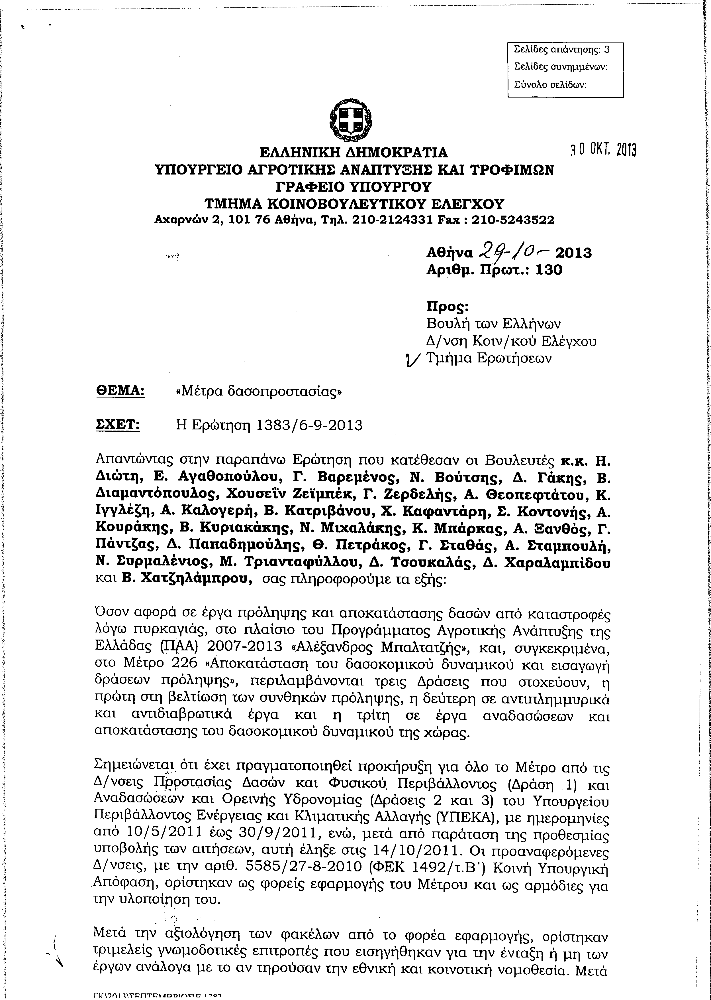 Σελίδες απάντησης: 3
Σελίδες συνημμένων:
Σύνολο σελίδων:
ΕΛΛΗΝΙΚΗ ΔΗΜΟΚΡΑΤΙΑ
30 ΟΚΤ. 2013
ΥΠΟΥΡΓΕΙΟ ΑΓΡΟΤΙΚΗΣ ΑΝΑΠΤΥΞΗΣ ΚΑΙ ΤΡΟΦΙΜΩΝ
ΓΡΑΦΕΙΟ ΥΠΟΥΡΓΟΥ
ΤΜΗΜΑ ΚΟΙΝΟΒΟΥΛΕΥΤΙΚΟΥ ΕΛΕΓΧΟΥ
Αχαρνών 2, 101 76 Αθήνα, Τηλ. 210-2124331 Fax : 210-5243522
Αθήνα 29-10- 2013
Αριθμ. Πρωτ.: 130
Προς:
Βουλή των Ελλήνων
Δ/νση Κοιν/κού Ελέγχου
Τμήμα Ερωτήσεων
ΘΕΜΑ: «Μέτρα δασοπροστασίας»
ΣΧΕΤ: Η Ερώτηση 1383/6-9-2013
Απαντώντας στην παραπάνω Ερώτηση που κατέθεσαν οι Βουλευτές κ.κ. Η.
Διώτη, Ε. Αγαθοπούλου, Γ. Βαρεμένος, Ν. Βούτσης, Δ. Γάκης, Β.
Διαμαντόπουλος, Χουσεΐν Ζεϊμπέκ, Γ. Ζερδελής, Α. Θεοπεφτάτου, Κ.
Ιγγλέζη, Α. Καλογερή, Β. Κατριβάνου, Χ. Καφαντάρη, Σ. Κοντονής, Α.
Κουράκης, Β. Κυριακάκης, Ν. Μιχαλάκης, Κ. Μπάρκας, Α. Ξανθός, Γ.
Πάντζας, Δ. Παπαδημούλης, Θ. Πετράκος, Γ. Σταθάς, Α. Σταμπουλή,
Ν. Συρμαλένιος, Μ. Τριανταφύλλου, Δ. Τσουκαλάς, Δ. Χαραλαμπίδου
και Β. Χατζηλάμπρου, σας πληροφορούμε τα εξής:
Όσον αφορά σε έργα πρόληψης και αποκατάστασης δασών από καταστροφές
λόγω πυρκαγιάς, στο πλαίσιο του Προγράμματος Αγροτικής Ανάπτυξης της
Ελλάδας (ΠΑΑ) 2007-2013 «Αλέξανδρος Μπαλτατζής», και, συγκεκριμένα,
στο Μέτρο 226 «Αποκατάσταση του δασοκομικού δυναμικού και εισαγωγή
δράσεων πρόληψης», περιλαμβάνονται τρεις Δράσεις που στοχεύουν, η
πρώτη στη βελτίωση των συνθηκών πρόληψης, η δεύτερη σε αντιπλημμυρικά
και αντιδιαβρωτικά έργα και η τρίτη σε έργα αναδασώσεων και
αποκατάστασης του δασοκομικού δυναμικού της χώρας.
Σημειώνεται ότι έχει πραγματοποιηθεί προκήρυξη για όλο το Μέτρο από τις
Δ/νσεις Προστασίας Δασών και Φυσικού Περιβάλλοντος (Δράση 1) και
Αναδασώσεων και Ορεινής Υδρονομίας (Δράσεις 2 και 3) του Υπουργείου
Περιβάλλοντος Ενέργειας και Κλιματικής Αλλαγής (ΥΠΕΚΑ), με ημερομηνίες
από 10/5/2011 έως 30/9/2011, ενώ, μετά από παράταση της προθεσμίας
υποβολής των αιτήσεων, αυτή έληξε στις 14/10/2011. Οι προαναφερόμενες
Δ/νσεις, με την αριθ. 5585/27-8-2010 (ΦΕΚ 1492/τ.Β') Κοινή Υπουργική
Απόφαση, ορίστηκαν ως φορείς εφαρμογής του Μέτρου και ως αρμόδιες για
την υλοποίηση του.
Μετά την αξιολόγηση των φακέλων από το φορέα εφαρμογής, ορίστηκαν
τριμελείς γνωμοδοτικές επιτροπές που εισηγήθηκαν για την ένταξη ή μη των
έργων ανάλογα με το αν τηρούσαν την εθνική και κοινοτική νομοθεσία. Μετά